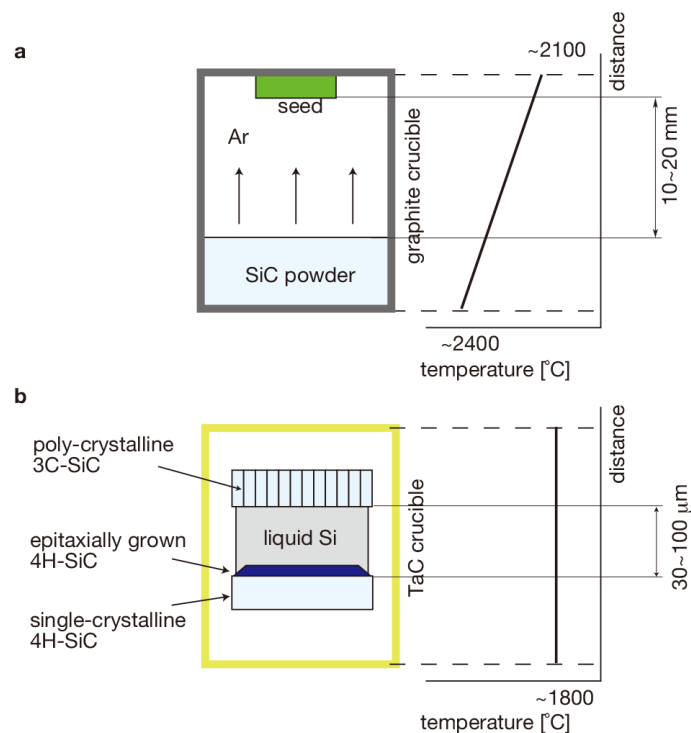 a
~2100
distance
seed
Ar
graphite crucible
10~20 mm
SiC powder
~2400
temperature [˚C]
b
poly-crystalline
3C-SiC
liquid Si
epitaxially grown
4H-SiC
single-crystalline
4H-SiC
TaC crucible
distance
30~100 μm
~1800
temperature [˚C]